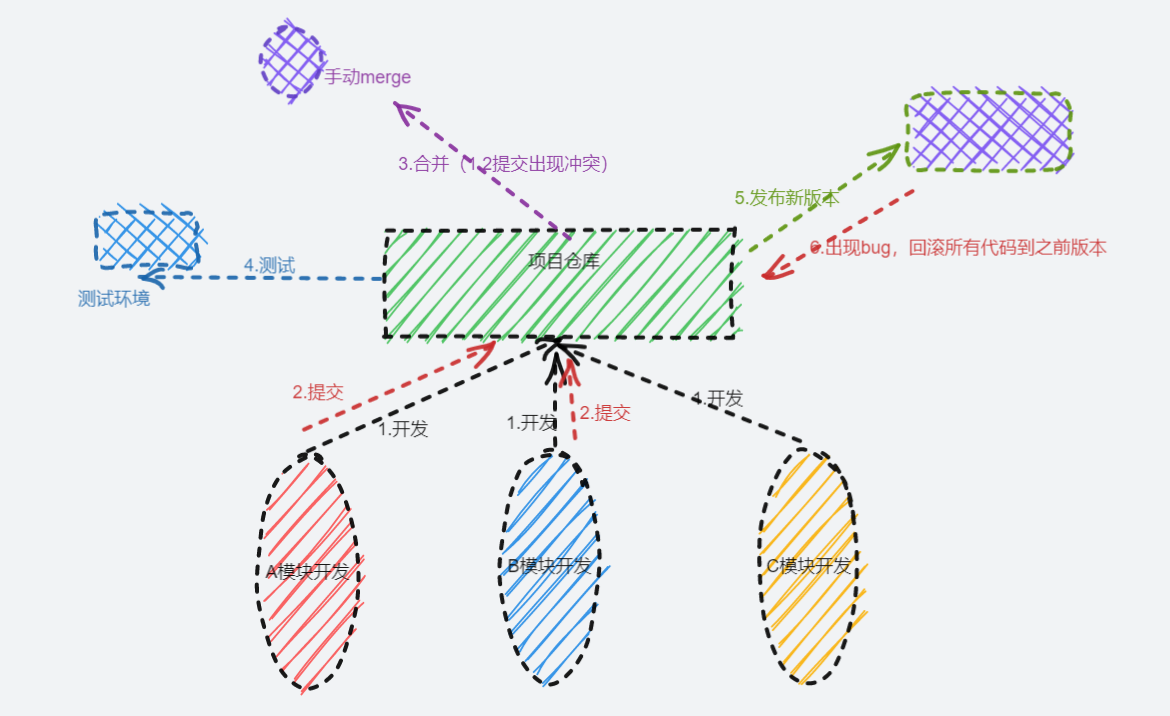 手动merge
3.合并（1.2提交出现冲突）
5.发布新版本
6.出现bug，回滚所有代码到之前版本
4.测试
项目仓库
测试环境
2.提交
1.开发
1.开发
2.提交
1.开发
A模块开发
B模块开发
C模块开发